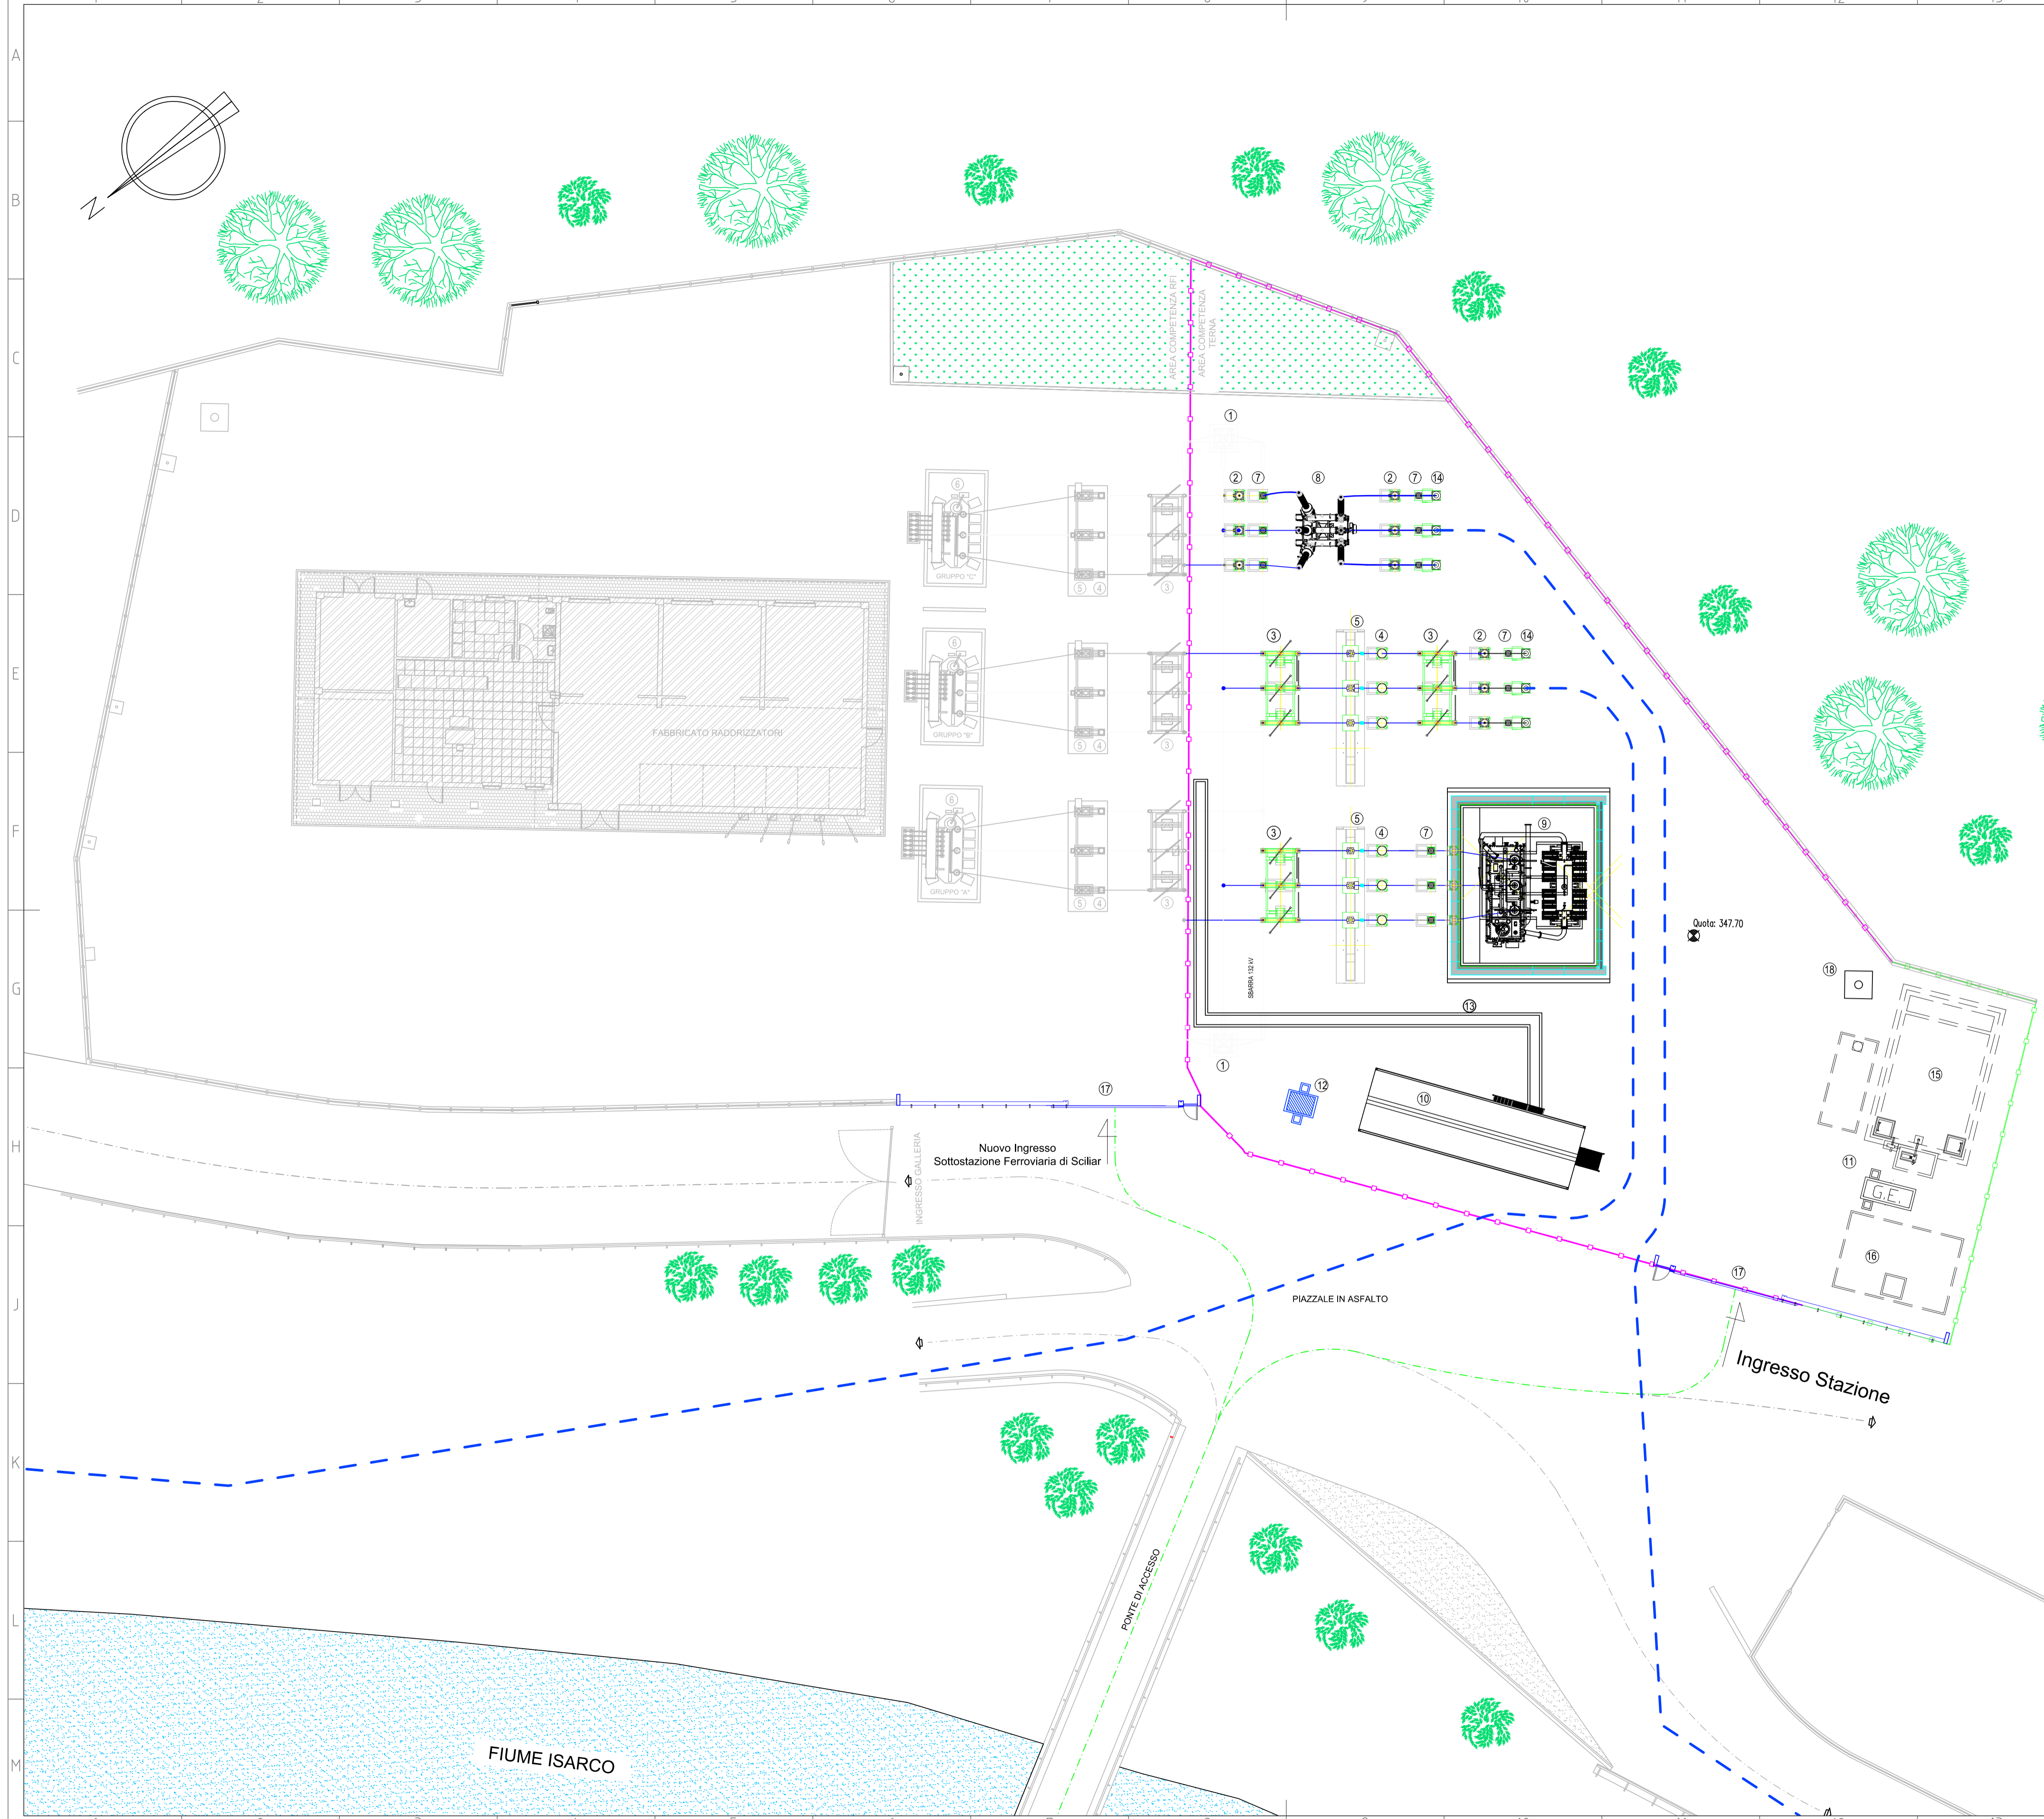 A
B
C
D
E
F
G
H
J
K
L
M
N
AREA COMPETENZA RFI
AREA COMPETENZA
TERNA
1
2 7 8 2 7 14
6
GRUPPO "C"
5 4 3
3 5 4 3 2 7 14
6
GRUPPO "B"
5 4 3
FABBRICATO RADDRIZZATORI
3 5 4 7 9
6
GRUPPO "A"
5 4 3
Quota: 347.70
18
SBARRA 132 kV
13
1
17
12
10
15
Nuovo Ingresso
Sottostazione Ferroviaria di Sciliar
INGRESSO GALLERIA
11
G.E.
16
17
PIAZZALE IN ASFALTO
Ingresso Stazione
PONTE DI ACCESSO
FIUME ISARCO